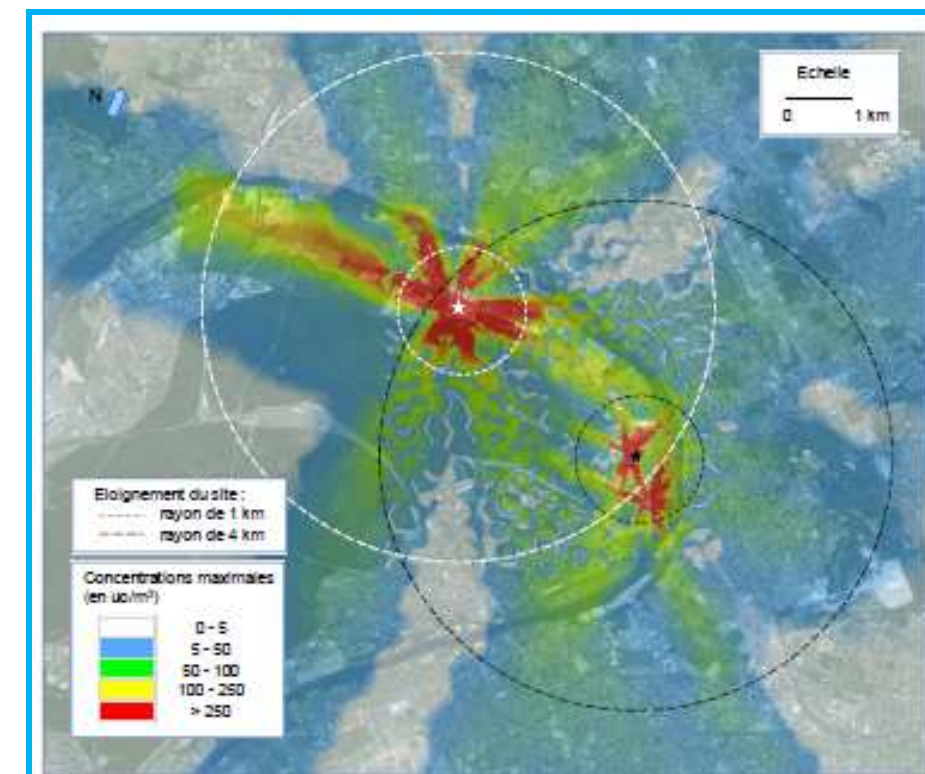 N
Echelle
0 1 km
Eloignement du site :
rayon de 1 km
rayon de 4 km
Concentrations maximales
(en uo/m³)
0 - 5
5 - 50
50 - 100
100 - 250
> 250